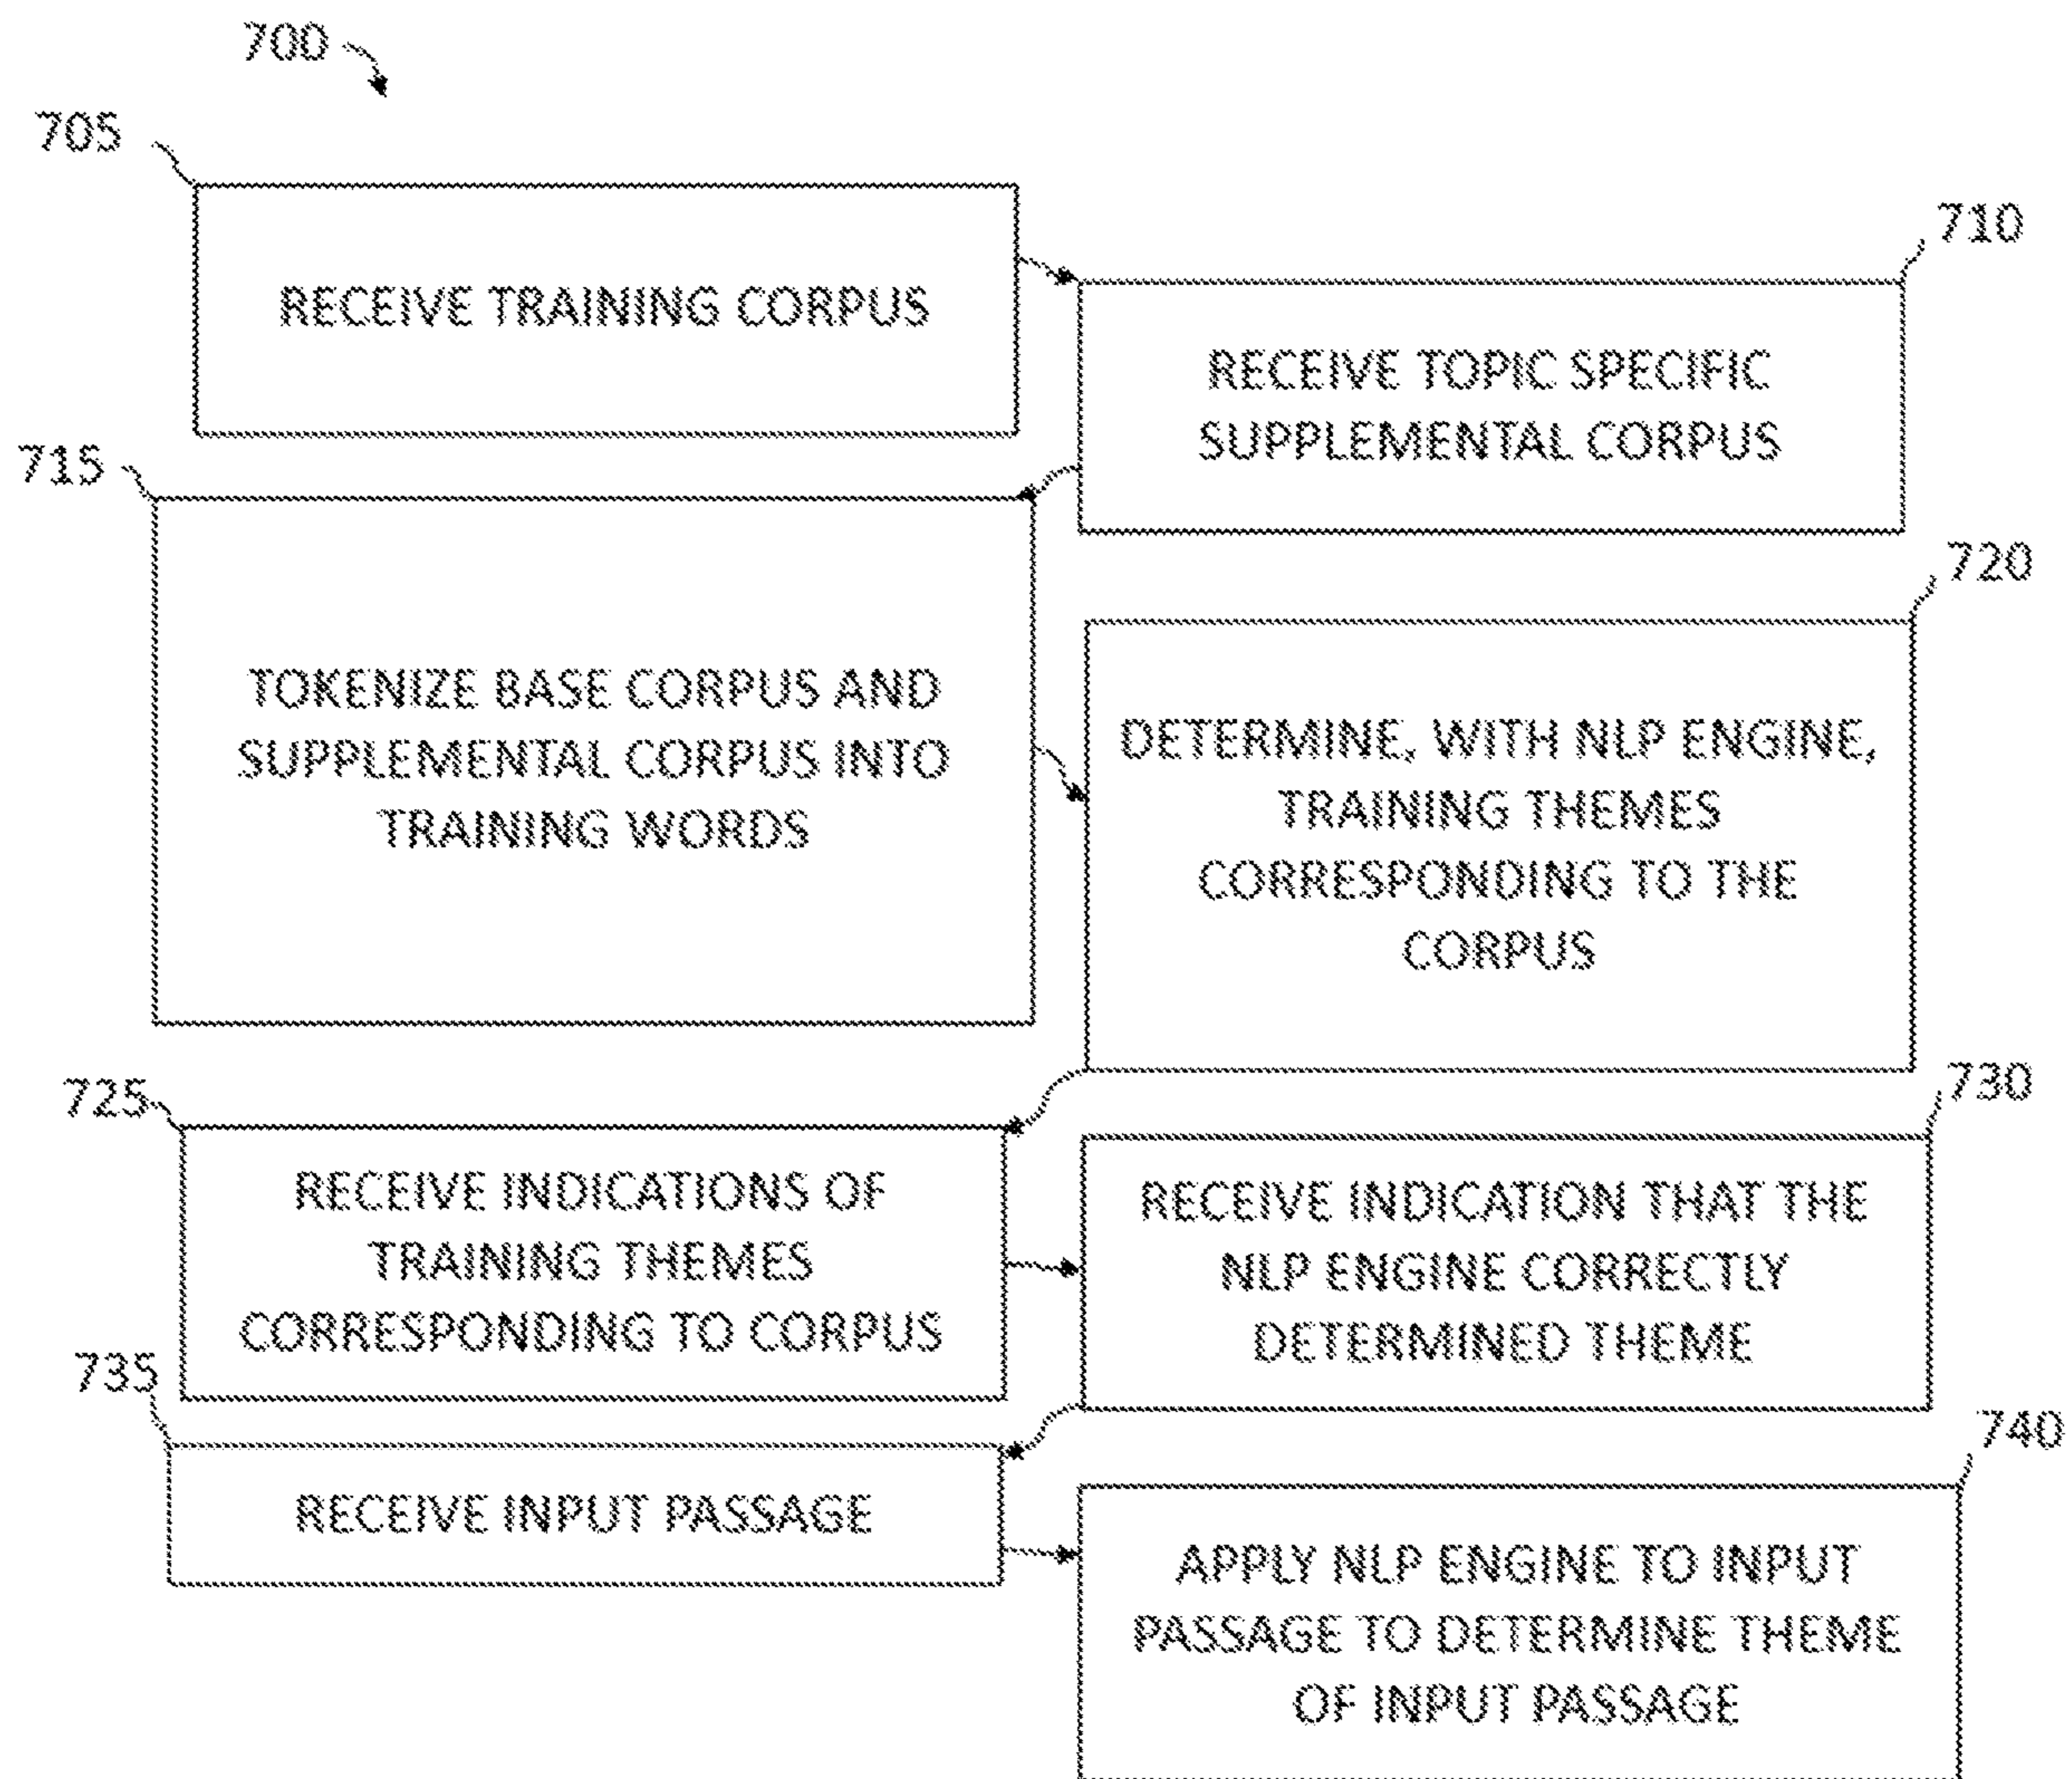 700
705
RECEIVE TRAINING CORPUS
710
RECEIVE TOPIC SPECIFIC
SUPPLEMENTAL CORPUS
715
TOKENIZE BASE CORPUS AND
SUPPLEMENTAL CORPUS INTO
TRAINING WORDS
720
DETERMINE, WITH NLP ENGINE,
TRAINING THEMES
CORRESPONDING TO THE
CORPUS
725
RECEIVE INDICATIONS OF
TRAINING THEMES
CORRESPONDING TO CORPUS
730
RECEIVE INDICATION THAT THE
NLP ENGINE CORRECTLY
DETERMINED THEME
735
RECEIVE INPUT PASSAGE
740
APPLY NLP ENGINE TO INPUT
PASSAGE TO DETERMINE THEME
OF INPUT PASSAGE